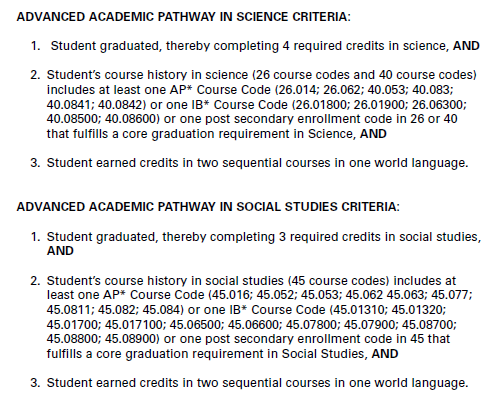 ADVANCED ACADEMIC PATHWAY IN SCIENCE CRITERIA:
1. Student graduated, thereby completing 4 required credits in science, AND
2. Student's course history in science (26 course codes and 40 course codes)
includes at least one AP* Course Code (26.014; 26.062; 40.053; 40.083;
40.0841; 40.0842) or one IB* Course Code (26.01800; 26.01900; 26.06300;
40.08500; 40.08600) or one post secondary enrollment code in 26 or 40
that fulfills a core graduation requirement in Science, AND
3. Student earned credits in two sequential courses in one world language.
ADVANCED ACADEMIC PATHWAY IN SOCIAL STUDIES CRITERIA:
1. Student graduated, thereby completing 3 required credits in social studies,
AND
2. Student's course history in social studies (45 course codes) includes at
least one AP* Course Code (45.016; 45.052; 45.053; 45.062 45.063; 45.077;
45.0811; 45.082; 45.084) or one IB* Course Code (45.01310; 45.01320;
45.01700; 45.017100; 45.06500; 45.06600; 45.07800; 45.07900; 45.08700;
45.08800; 45.08900) or one post secondary enrollment code in 45 that
fulfills a core graduation requirement in Social Studies, AND
3. Student earned credits in two sequential courses in one world language.